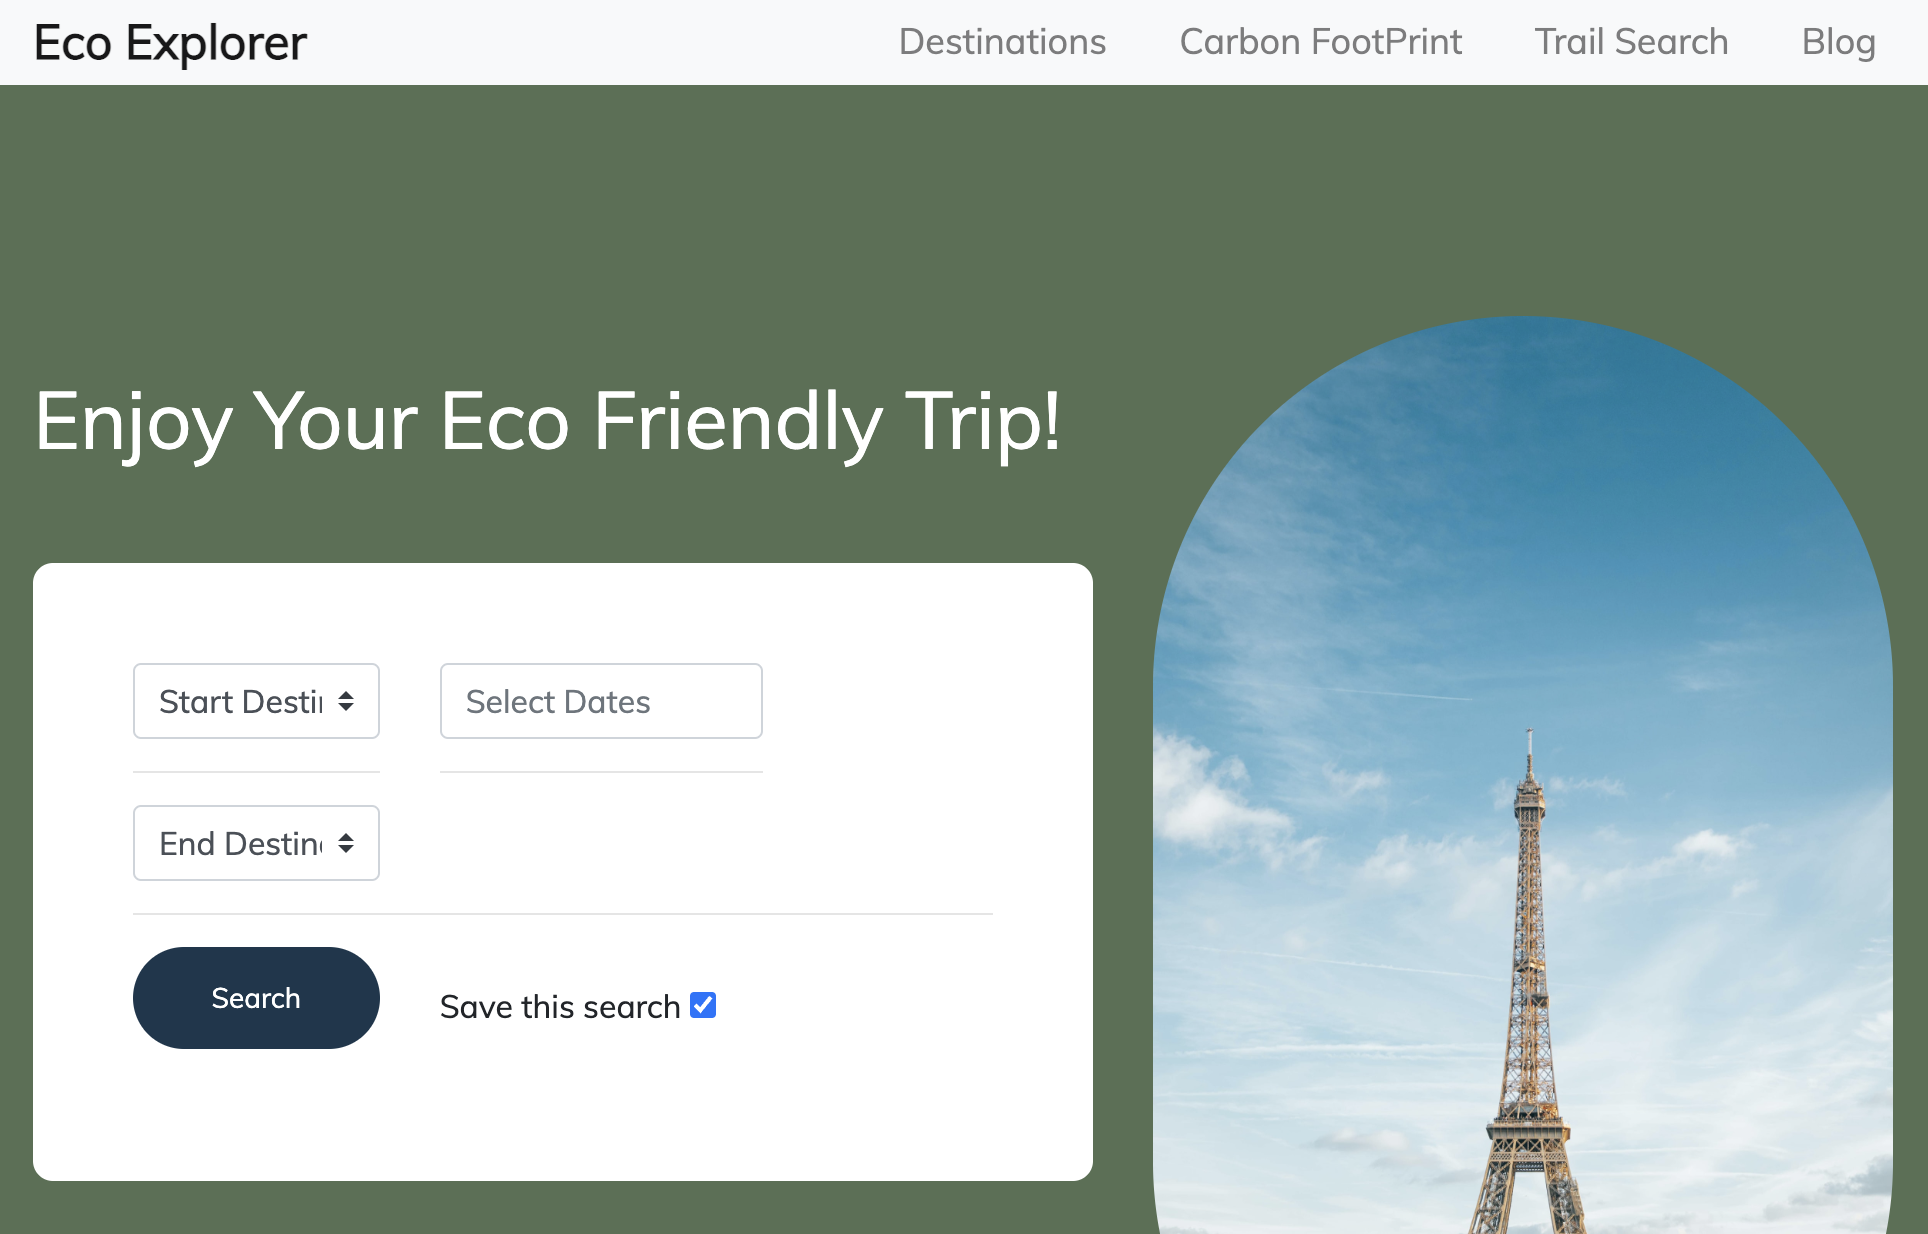 Eco Explorer
Destinations Carbon FootPrint Trail Search Blog
Enjoy Your Eco Friendly Trip!
Start Desti
Select Dates
End Destin
Search
Save this search